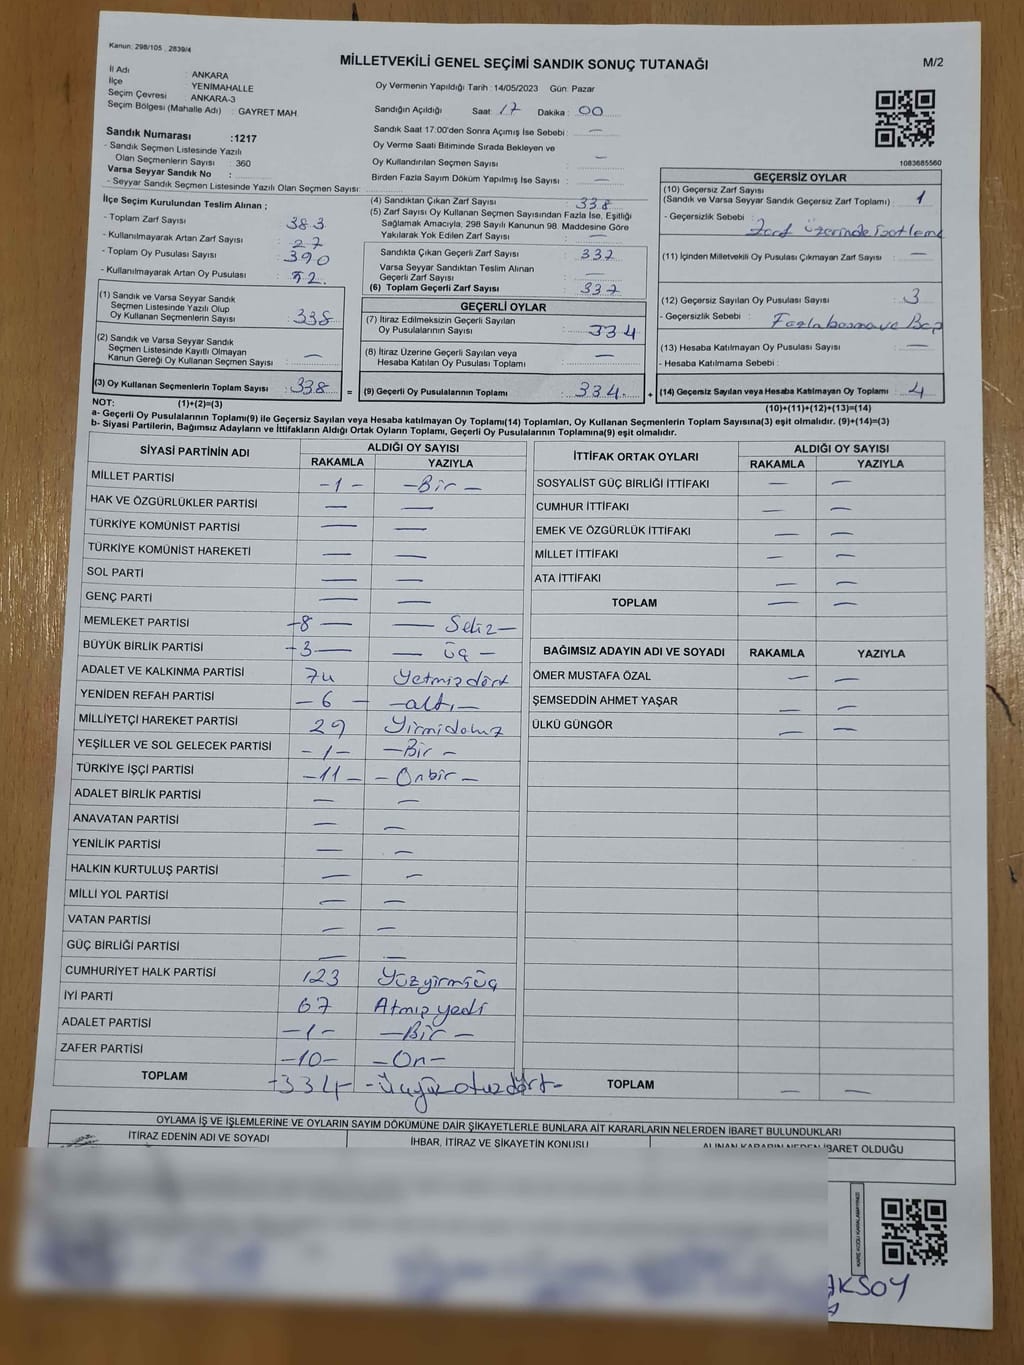 Kanun: 298/105 , 2839/4
MİLLETVEKİLİ GENEL SEÇİMİ SANDIK SONUÇ TUTANAĞI
M/2
İl Adı : ANKARA
İlçe : YENİMAHALLE
Seçim Çevresi : ANKARA-3
Seçim Bölgesi (Mahalle Adı) : GAYRET MAH.
Oy Vermenin Yapıldığı Tarih : 14/05/2023 Gün: Pazar
Sandığın Açıldığı Saat : 17 Dakika : 00
Sandık Saat 17:00'den Sonra Açımış İse Sebebi : —
Oy Verme Saati Bitiminde Sırada Bekleyen ve
Oy Kullandırılan Seçmen Sayısı : —
Birden Fazla Sayım Döküm Yapılmış İse Sayısı : —
Sandık Numarası :1217
- Sandık Seçmen Listesinde Yazılı
Olan Seçmenlerin Sayısı : 360
Varsa Seyyar Sandık No :
- Seyyar Sandık Seçmen Listesinde Yazılı Olan Seçmen Sayısı:
1083685560
İlçe Seçim Kurulundan Teslim Alınan ;
- Toplam Zarf Sayısı : 383
- Kullanılmayarak Artan Zarf Sayısı : 27
- Toplam Oy Pusulası Sayısı : 390
- Kullanılmayarak Artan Oy Pusulası : 52.
(1) Sandık ve Varsa Seyyar Sandık
Seçmen Listesinde Yazılı Olup
Oy Kullanan Seçmenlerin Sayısı : 338
(2) Sandık ve Varsa Seyyar Sandık
Seçmen Listesinde Kayıtlı Olmayan
Kanun Gereği Oy Kullanan Seçmen Sayısı : —
(3) Oy Kullanan Seçmenlerin Toplam Sayısı : 338 =
(4) Sandıktan Çıkan Zarf Sayısı : 338
(5) Zarf Sayısı Oy Kullanan Seçmen Sayısından Fazla İse, Eşitliği
Sağlamak Amacıyla, 298 Sayılı Kanunun 98. Maddesine Göre
Yakılarak Yok Edilen Zarf Sayısı : —
Sandıkta Çıkan Geçerli Zarf Sayısı : 337
Varsa Seyyar Sandıktan Teslim Alınan
Geçerli Zarf Sayısı : —
(6) Toplam Geçerli Zarf Sayısı : 337
GEÇERLİ OYLAR
(7) İtiraz Edilmeksizin Geçerli Sayılan
Oy Pusulalarının Sayısı : 334
(8) İtiraz Üzerine Geçerli Sayılan veya
Hesaba Katılan Oy Pusulaları Toplamı : —
(9) Geçerli Oy Pusulalarının Toplamı : 334. +
GEÇERSİZ OYLAR
(10) Geçersiz Zarf Sayısı
(Sandık ve Varsa Seyyar Sandık Geçersiz Zarf Toplamı) : 1
- Geçersizlik Sebebi : Zarf Üzerinde
(11) İçinden Milletvekili Oy Pusulası Çıkmayan Zarf Sayısı : —
(12) Geçersiz Sayılan Oy Pusulası Sayısı : 3
- Geçersizlik Sebebi : Fazla
(13) Hesaba Katılmayan Oy Pusulası Sayısı : —
- Hesaba Katılmama Sebebi :
(14) Geçersiz Sayılan veya Hesaba Katılmayan Oy Toplamı : 4
NOT: (1)+(2)=(3)
(10)+(11)+(12)+(13)=(14)
a- Geçerli Oy Pusulalarının Toplamı(9) ile Geçersiz Sayılan veya Hesaba katılmayan Oy Toplamı(14) Toplamları, Oy Kullanan Seçmenlerin Toplam Sayısına(3) eşit olmalıdır. (9)+(14)=(3)
b- Siyasi Partilerin, Bağımsız Adayların ve İttifakların Aldığı Ortak Oyların Toplamı, Geçerli Oy Pusulalarının Toplamına(9) eşit olmalıdır.
SİYASİ PARTİNİN ADI ALDIĞI OY SAYISI
RAKAMLA YAZIYLA
MİLLET PARTİSİ -1- -Bir-
HAK VE ÖZGÜRLÜKLER PARTİSİ — —
TÜRKİYE KOMÜNİST PARTİSİ — —
TÜRKİYE KOMÜNİST HAREKETİ — —
SOL PARTİ — —
GENÇ PARTİ — —
MEMLEKET PARTİSİ -8- — Sekiz—
BÜYÜK BİRLİK PARTİSİ -3- — üç -
ADALET VE KALKINMA PARTİSİ 74 Yetmişdört
YENİDEN REFAH PARTİSİ -6- -altı-
MİLLİYETÇİ HAREKET PARTİSİ 29 Yirmidokuz
YEŞİLLER VE SOL GELECEK PARTİSİ -1- -Bir-
TÜRKİYE İŞÇİ PARTİSİ -11- -Onbir-
ADALET BİRLİK PARTİSİ — —
ANAVATAN PARTİSİ — —
YENİLİK PARTİSİ — —
HALKIN KURTULUŞ PARTİSİ — —
MİLLİ YOL PARTİSİ — —
VATAN PARTİSİ — —
GÜÇ BİRLİĞİ PARTİSİ — —
CUMHURİYET HALK PARTİSİ 123 Yüzyirmiüç
İYİ PARTİ 67 Atmışyedi
ADALET PARTİSİ -1- -Bir-
ZAFER PARTİSİ -10- -On-
TOPLAM -334- -Üçyüzotuzdört-
İTTİFAK ORTAK OYLARI ALDIĞI OY SAYISI
RAKAMLA YAZIYLA
SOSYALİST GÜÇ BİRLİĞİ İTTİFAKI — —
CUMHUR İTTİFAKI — —
EMEK VE ÖZGÜRLÜK İTTİFAKI — —
MİLLET İTTİFAKI — —
ATA İTTİFAKI — —
TOPLAM — —
BAĞIMSIZ ADAYIN ADI VE SOYADI RAKAMLA YAZIYLA
ÖMER MUSTAFA ÖZAL — —
ŞEMSEDDİN AHMET YAŞAR — —
ÜLKÜ GÜNGÖR — —
TOPLAM — —
OYLAMA İŞ VE İŞLEMLERİNE VE OYLARIN SAYIM DÖKÜMÜNE DAİR ŞİKAYETLERLE BUNLARA AİT KARARLARIN NELERDEN İBARET BULUNDUKLARI
İTİRAZ EDENİN ADI VE SOYADI
İHBAR, İTİRAZ VE ŞİKAYETİN KONUSU
ALINAN KARARIN NEDEN İBARET OLDUĞU
KARE KODU KARALAMAYINIZ
AKSOY